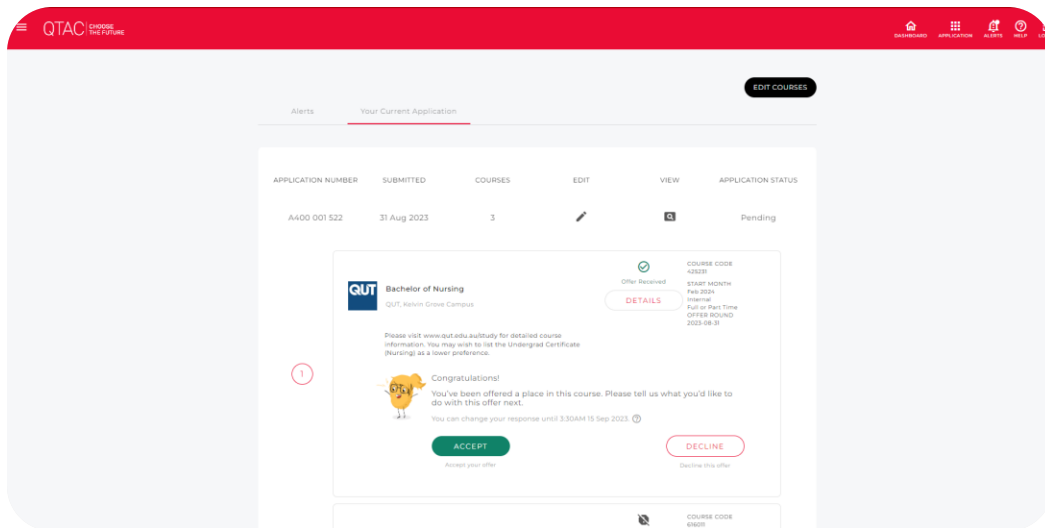 QTAC CHOOSE THE FUTURE
DASHBOARD APPLICATION ALERTS HELP
EDIT COURSES
Alerts Your Current Application
APPLICATION NUMBER SUBMITTED COURSES EDIT VIEW APPLICATION STATUS
A400 001 522 31 Aug 2023 3 Pending
COURSE CODE
425231
Offer Received
START MONTH
Feb 2024
QUT Bachelor of Nursing
Internal
DETAILS
QUT, Kelvin Grove Campus
Full or Part Time
OFFER ROUND
2023-08-31
Please visit www.qut.edu.au/study for detailed course
information. You may wish to list the Undergrad Certificate
(Nursing) as a lower preference.
1
Congratulations!
You've been offered a place in this course. Please tell us what you'd like to
do with this offer next.
You can change your response until 3:30AM 15 Sep 2023.
ACCEPT DECLINE
Accept your offer Decline this offer
COURSE CODE